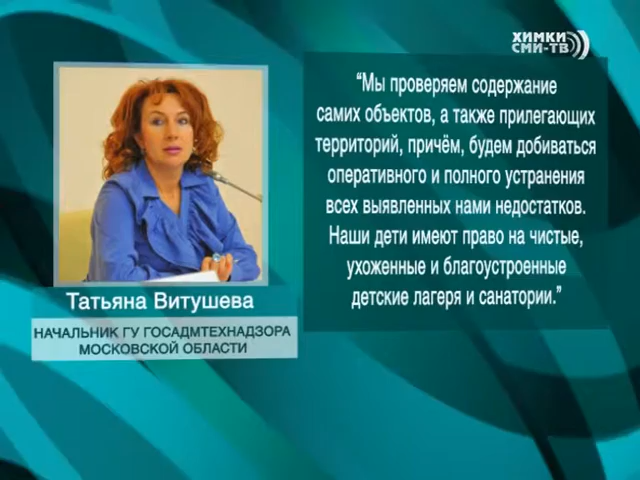 ХИМКИ
СМИ-ТВ
“Мы проверяем содержание
самих объектов, а также прилегающих
территорий, причём, будем добиваться
оперативного и полного устранения
всех выявленных нами недостатков.
Наши дети имеют право на чистые,
ухоженные и благоустроенные
детские лагеря и санатории.”
Татьяна Витушева
НАЧАЛЬНИК ГУ ГОСАДМТЕХНАДЗОРА
МОСКОВСКОЙ ОБЛАСТИ